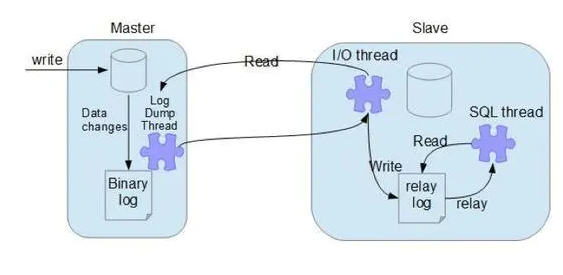 Master
Slave
write
Read
I/O thread
Log
Dump
Thread
Data
changes
SQL thread
Read
Write
Binary
log
relay
log
relay